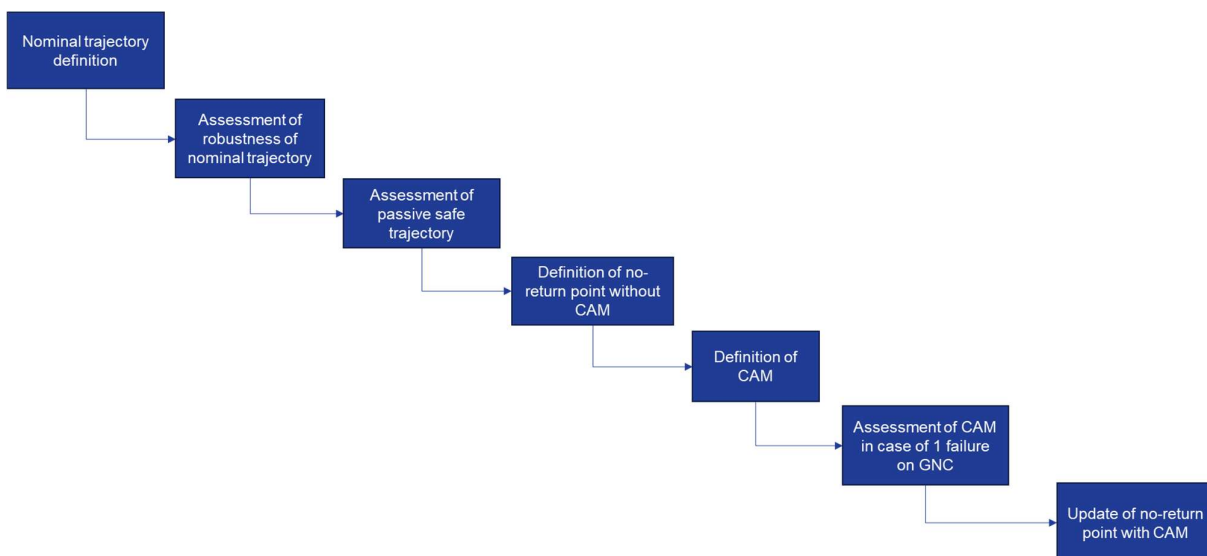 Nominal trajectory
definition
Assessment of
robustness of
nominal trajectory
Assessment of
passive safe
trajectory
Definition of no-
return point without
CAM
Definition of
CAM
Assessment of CAM
in case of 1 failure
on GNC
Update of no-return
point with CAM